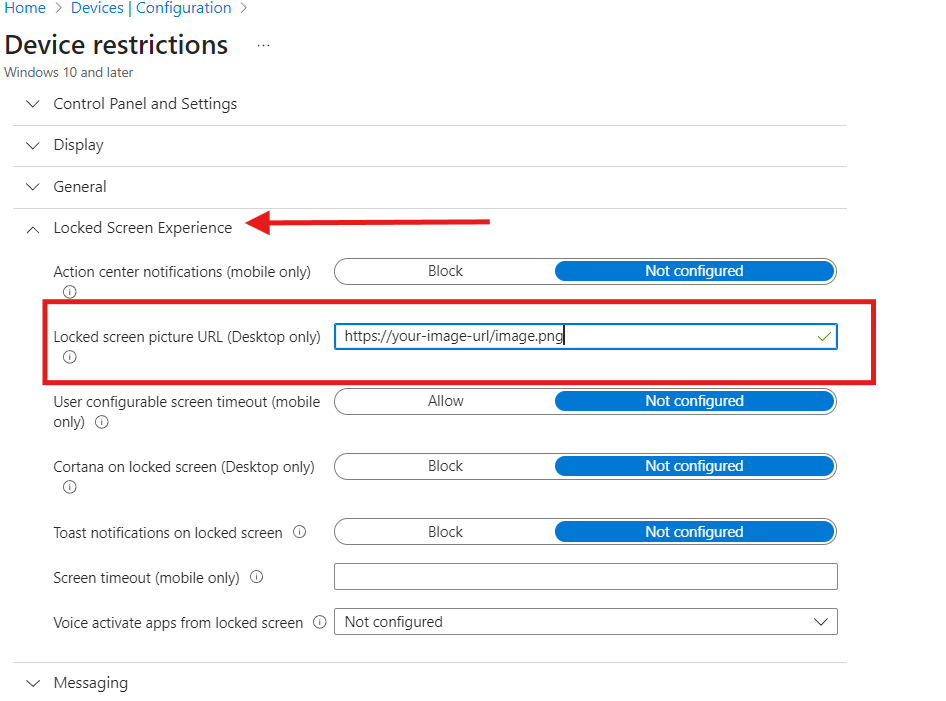 Home > Devices | Configuration >
Device restrictions ...
Windows 10 and later
Control Panel and Settings
Display
General
Locked Screen Experience
Action center notifications (mobile only) Block Not configured
Locked screen picture URL (Desktop only) https://your-image-url/image.png
User configurable screen timeout (mobile Allow Not configured
only)
Cortana on locked screen (Desktop only) Block Not configured
Toast notifications on locked screen Block Not configured
Screen timeout (mobile only)
Voice activate apps from locked screen Not configured
Messaging